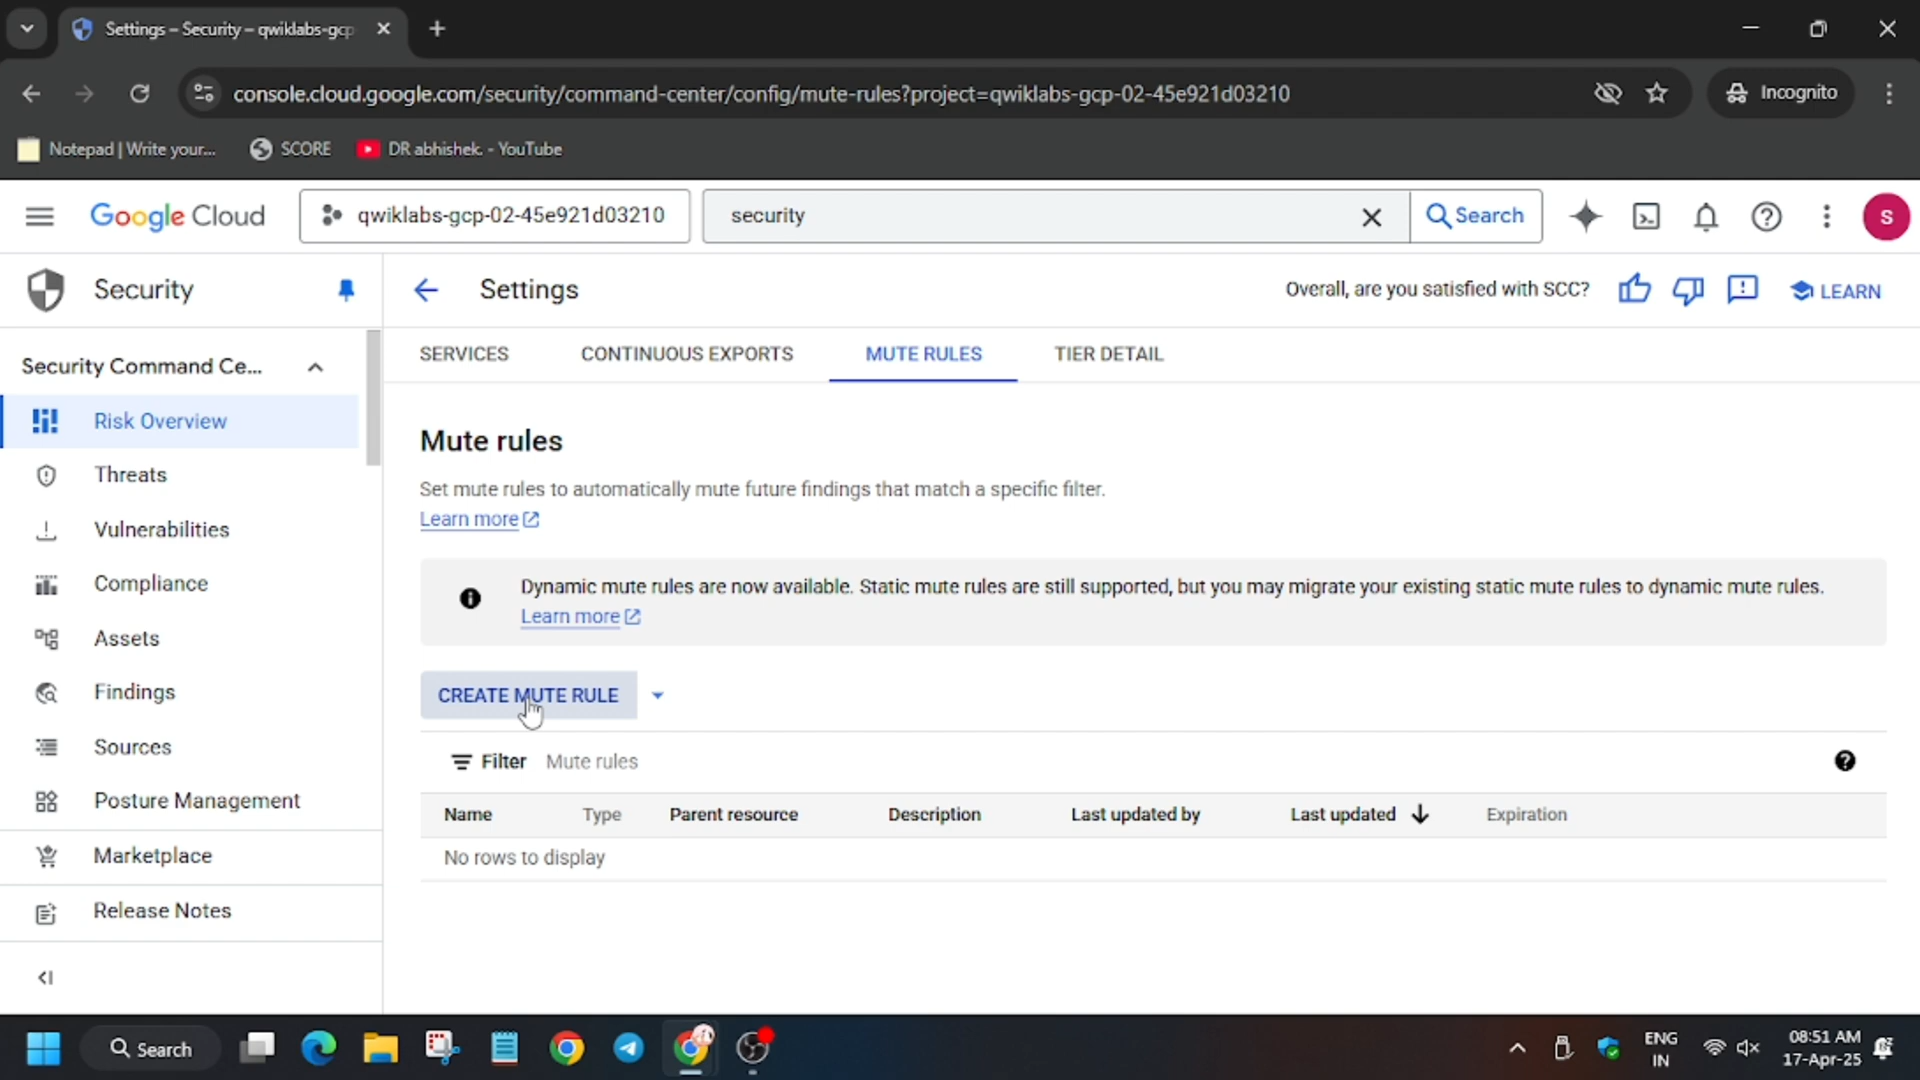 Settings – Security – qwiklabs-gcp
console.cloud.google.com/security/command-center/config/mute-rules?project=qwiklabs-gcp-02-45e921d03210
Incognito
Notepad | Write your...
SCORE
DR abhishek. - YouTube
Google Cloud
qwiklabs-gcp-02-45e921d03210
security
Search
S
Security
Settings
Overall, are you satisfied with SCC?
LEARN
Security Command Ce...
SERVICES
CONTINUOUS EXPORTS
MUTE RULES
TIER DETAIL
Risk Overview
Threats
Vulnerabilities
Compliance
Assets
Findings
Sources
Posture Management
Marketplace
Release Notes
Mute rules
Set mute rules to automatically mute future findings that match a specific filter.
Learn more
Dynamic mute rules are now available. Static mute rules are still supported, but you may migrate your existing static mute rules to dynamic mute rules.
Learn more
CREATE MUTE RULE
Filter Mute rules
Name Type Parent resource Description Last updated by Last updated Expiration
No rows to display
Search
ENG
IN
08:51 AM
17-Apr-25